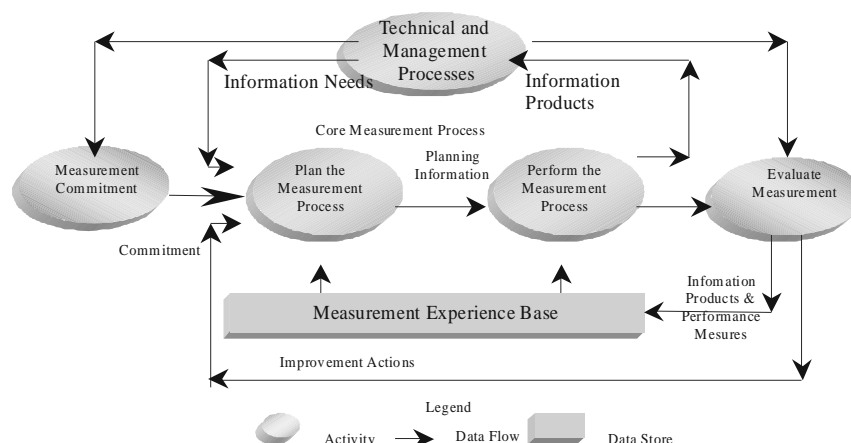 Technical and
Management
Processes
Information Needs
Information
Products
Core Measurement Process
Measurement
Commitment
Plan the
Measurement
Process
Planning
Information
Perform the
Measurement
Process
Evaluate
Measurement
Commitment
Measurement Experience Base
Infomation
Products &
Performance
Mesures
Improvement Actions
Legend
Activity
Data Flow
Data Store